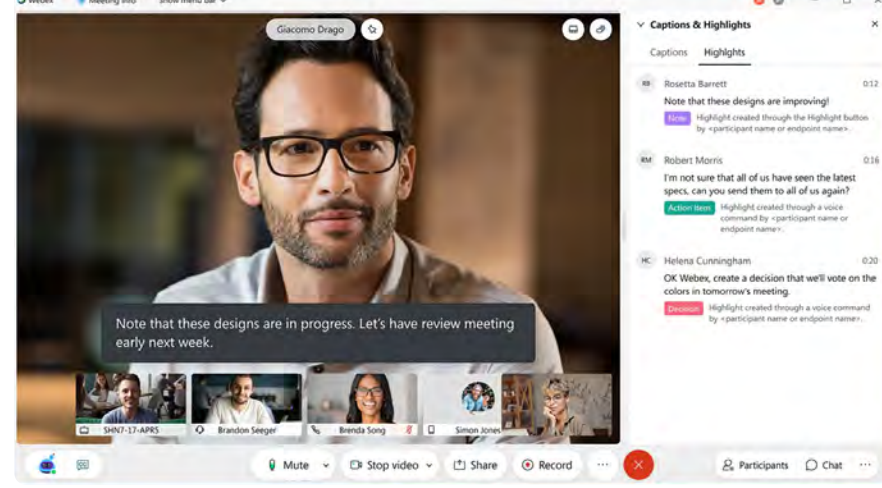 Webex Meeting Info Show menu bar
Giacomo Drago
Captions & Highlights
Captions Highlights
RB Rosetta Barrett 0:12
Note that these designs are improving!
Note Highlight created through the Highlight button
by <participant name or endpoint name>.
RM Robert Morris 0:16
I'm not sure that all of us have seen the latest
specs, can you send them to all of us again?
Action Item Highlight created through a voice
command by <participant name or
endpoint name>.
HC Helena Cunningham 0:20
OK Webex, create a decision that we'll vote on the
colors in tomorrow's meeting.
Decision Highlight created through a voice command
by <participant name or endpoint name>.
Note that these designs are in progress. Let's have review meeting
early next week.
SHN7-17-APR5 Brandon Seeger Brenda Song Simon Jones
Mute Stop video Share Record Participants Chat